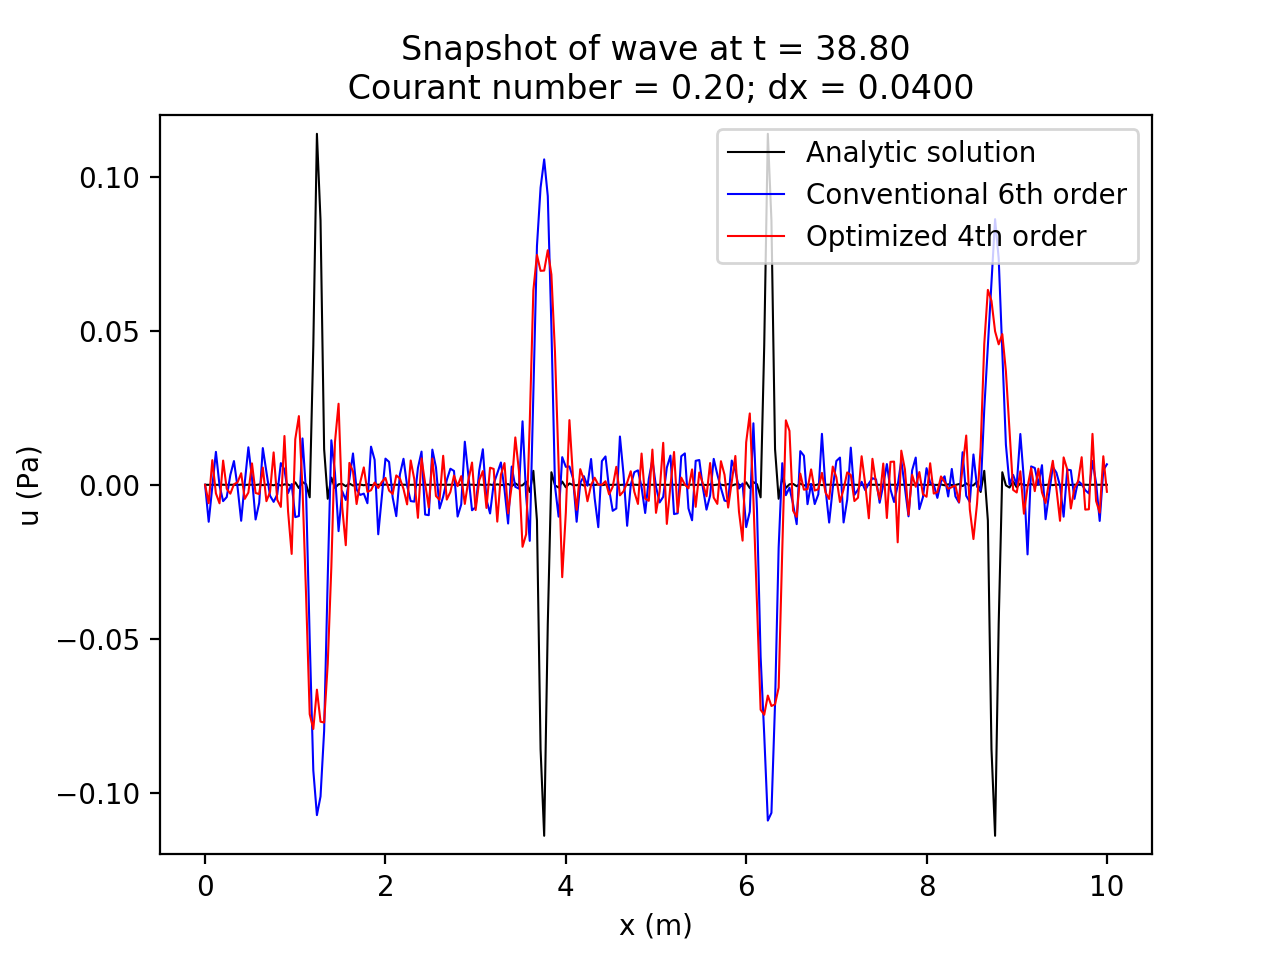 Snapshot of wave at t = 38.80
Courant number = 0.20; dx = 0.0400
Analytic solution
Conventional 6th order
Optimized 4th order
u (Pa)
0.10
0.05
0.00
−0.05
−0.10
0 2 4 6 8 10
x (m)